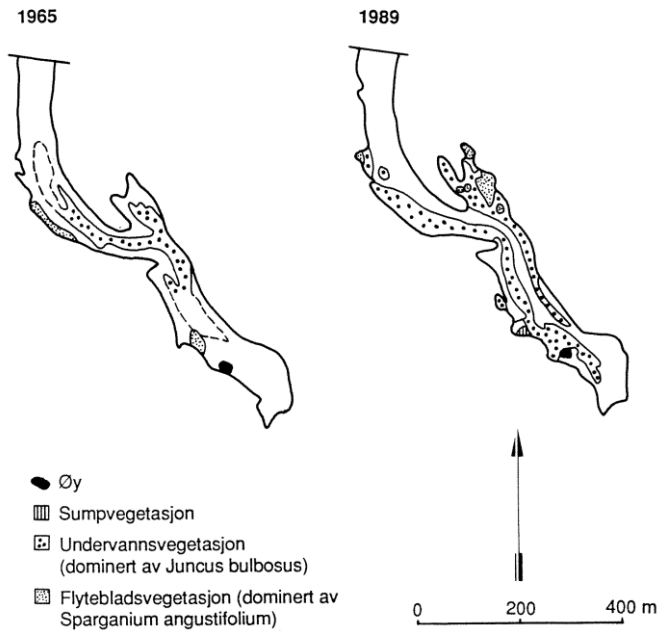 1965
1989
Øy
Sumpvegetasjon
Undervannsvegetasjon
(dominert av Juncus bulbosus)
Flytebladsvegetasjon (dominert av
Sparganium angustifolium)
0 200 400 m